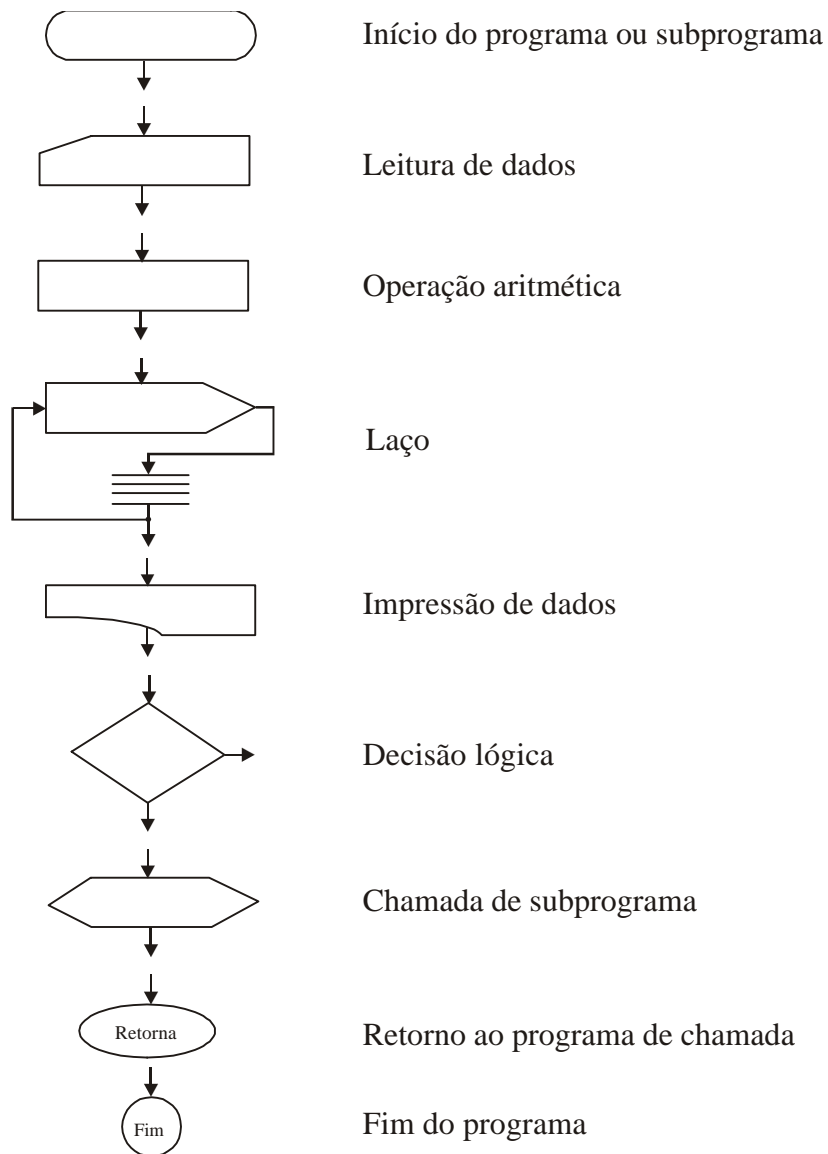 Início do programa ou subprograma
Leitura de dados
Operação aritmética
Laço
Impressão de dados
Decisão lógica
Chamada de subprograma
Retorna
Retorno ao programa de chamada
Fim
Fim do programa